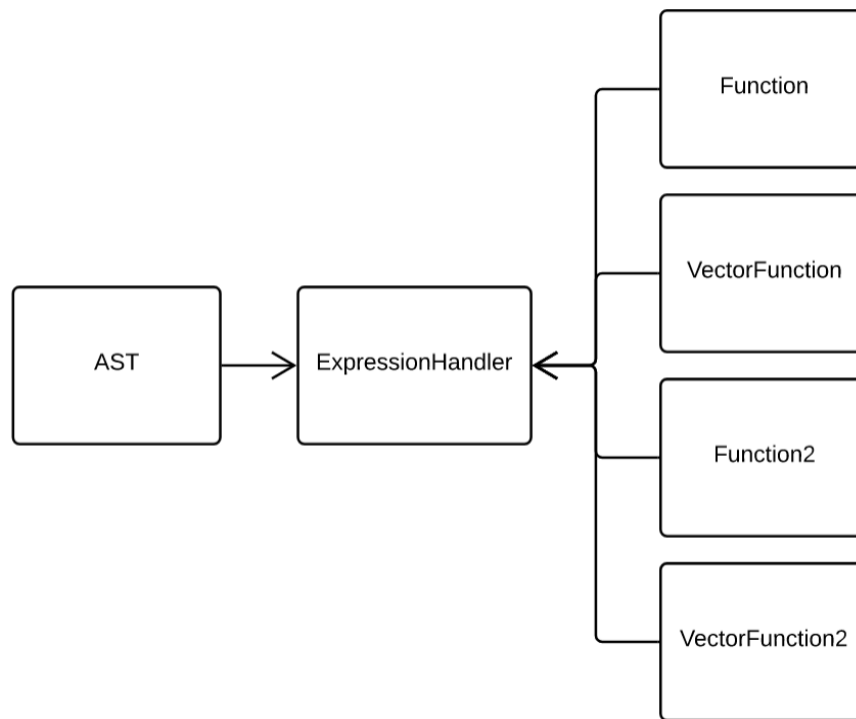 Function
VectorFunction
AST
ExpressionHandler
Function2
VectorFunction2